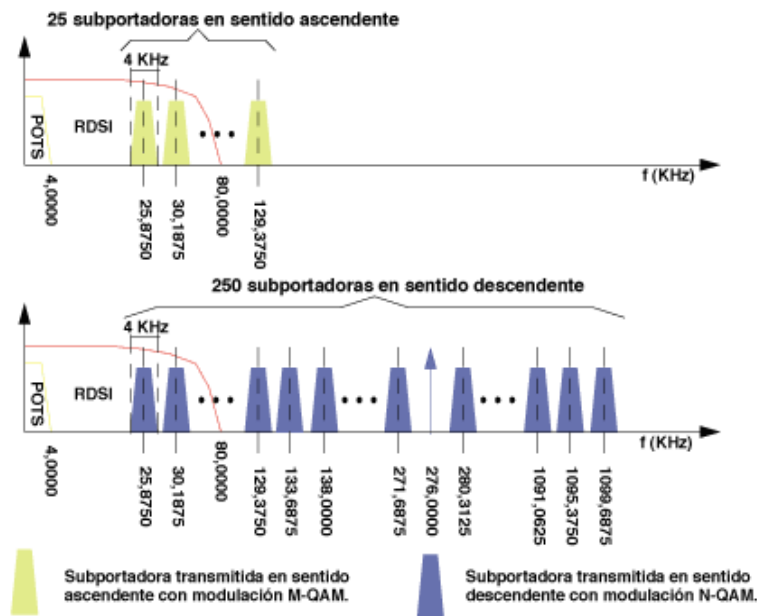 25 subportadoras en sentido ascendente
4 KHz
POTS
RDSI
f (KHz)
4,0000
25,8750
30,1875
80,0000
129,3750
250 subportadoras en sentido descendente
4 KHz
POTS
RDSI
f (KHz)
4,0000
25,8750
30,1875
80,0000
129,3750
133,6875
138,0000
271,6875
276,0000
280,3125
1091,0625
1095,3750
1099,6875
Subportadora transmitida en sentido
ascendente con modulación M-QAM.
Subportadora transmitida en sentido
descendente con modulación N-QAM.